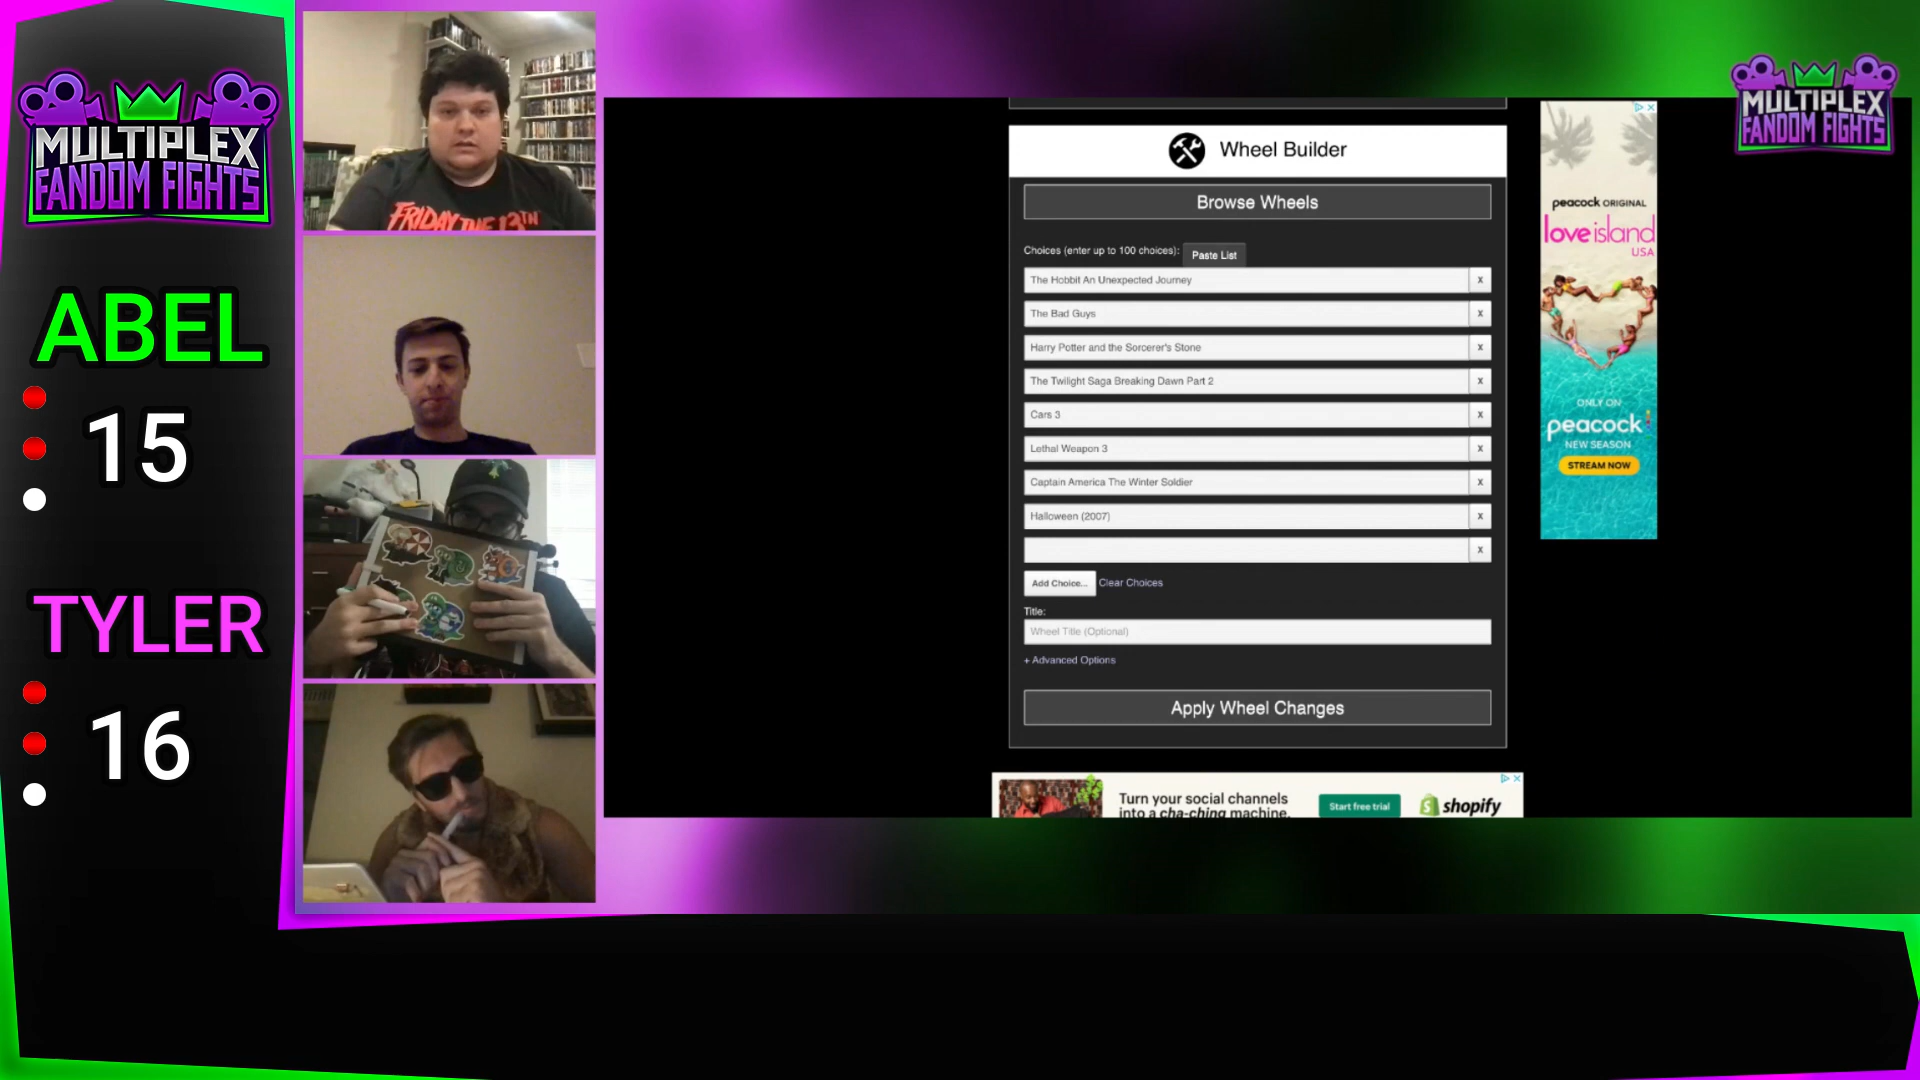 MULTIPLEX
FANDOM FIGHTS
ABEL
15
TYLER
16
FRIDAY THE 13TH
Wheel Builder
Browse Wheels
Choices (enter up to 100 choices):
Paste List
The Hobbit An Unexpected Journey
x
The Bad Guys
x
Harry Potter and the Sorcerer's Stone
x
The Twilight Saga Breaking Dawn Part 2
x
Cars 3
x
Lethal Weapon 3
x
Captain America The Winter Soldier
x
Halloween (2007)
x
x
Add Choice...
Clear Choices
Title:
Wheel Title (Optional)
+ Advanced Options
Apply Wheel Changes
Turn your social channels
into a cha-ching machine.
Start free trial
shopify
peacock ORIGINAL
love island
USA
ONLY ON
peacock
NEW SEASON
STREAM NOW
MULTIPLEX
FANDOM FIGHTS